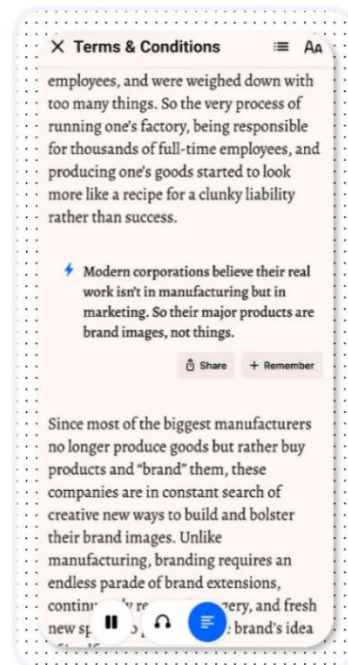 Terms & Conditions AA
employees, and were weighed down with
too many things. So the very process of
running one's factory, being responsible
for thousands of full-time employees, and
producing one's goods started to look
more like a recipe for a clunky liability
rather than success.
Modern corporations believe their real
work isn't in manufacturing but in
marketing. So their major products are
brand images, not things.
Share + Remember
Since most of the biggest manufacturers
no longer produce goods but rather buy
products and “brand” them, these
companies are in constant search of
creative new ways to build and bolster
their brand images. Unlike
manufacturing, branding requires an
endless parade of brand extensions,
and fresh
new brand's idea